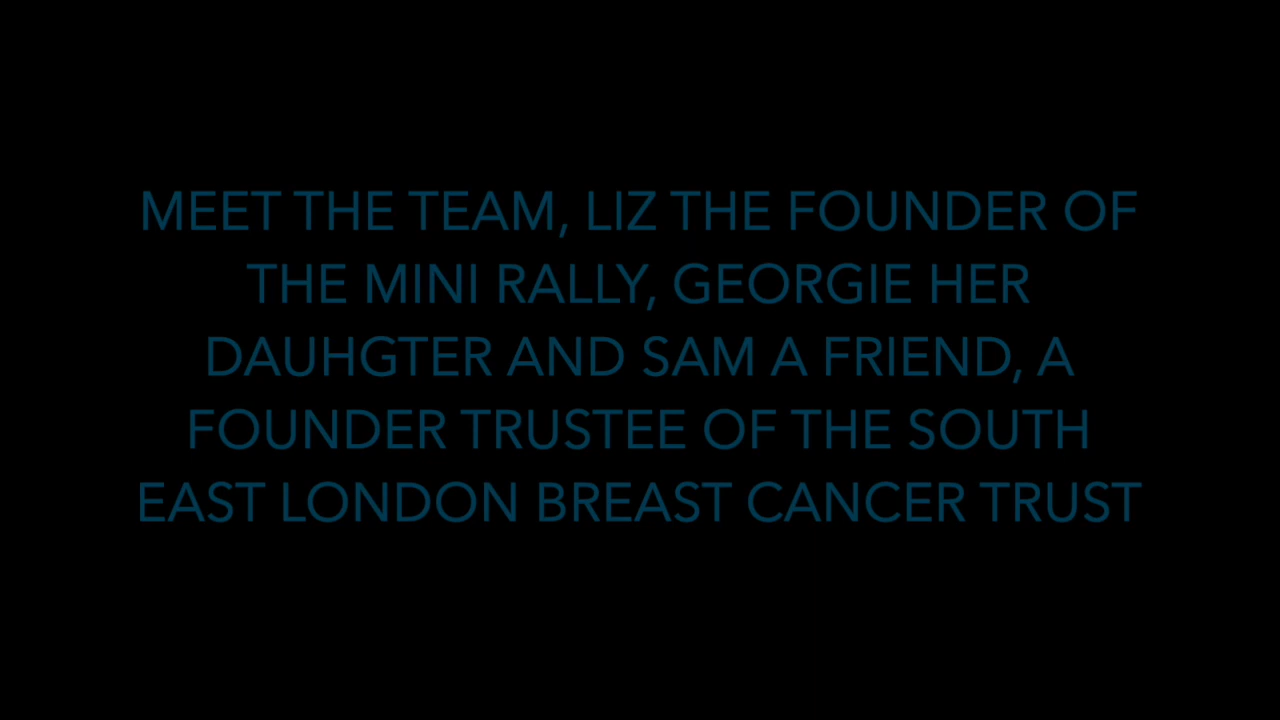 MEET THE TEAM, LIZ THE FOUNDER OF
THE MINI RALLY, GEORGIE HER
DAUHGTER AND SAM A FRIEND, A
FOUNDER TRUSTEE OF THE SOUTH
EAST LONDON BREAST CANCER TRUST